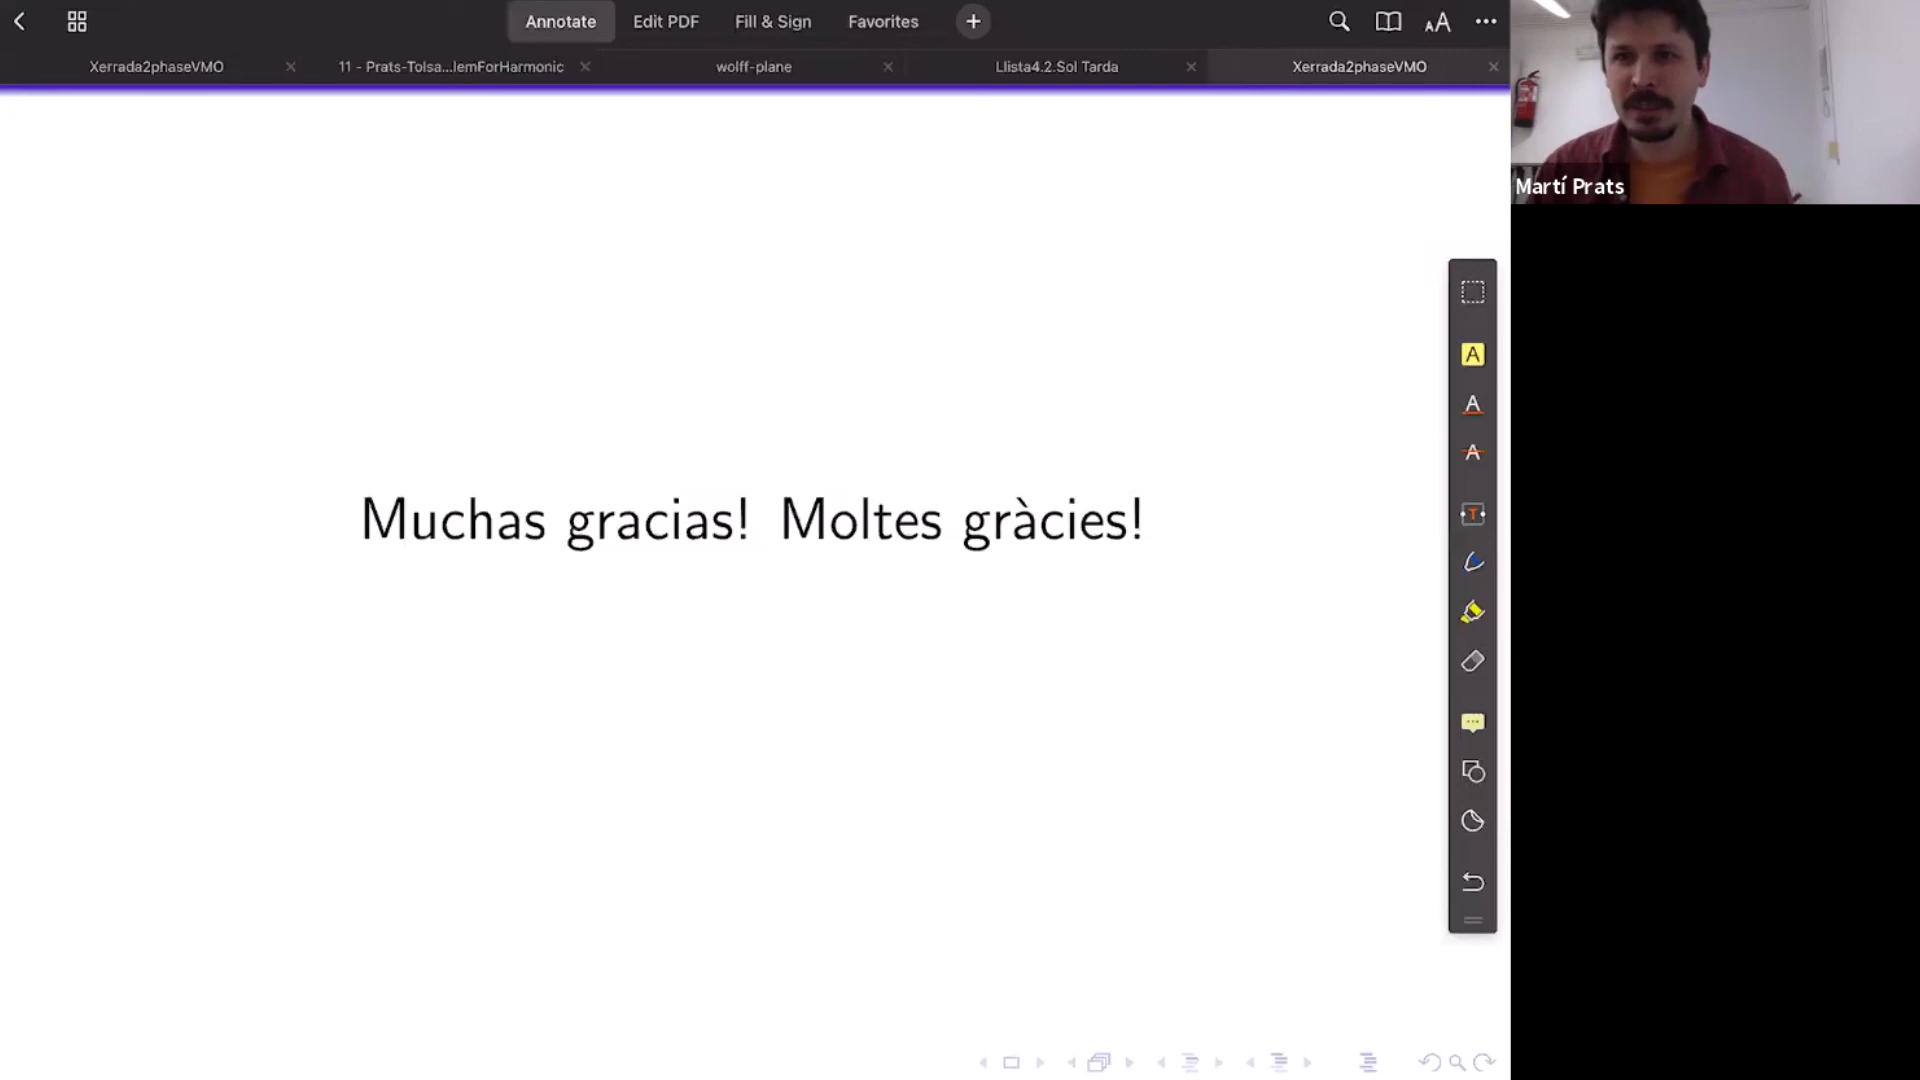 Annotate Edit PDF Fill & Sign Favorites
Xerrada2phaseVMO 11 - Prats-Tolsa...lemForHarmonic wolff-plane Llista4.2.Sol Tarda Xerrada2phaseVMO
Martí Prats
Muchas gracias! Moltes gràcies!